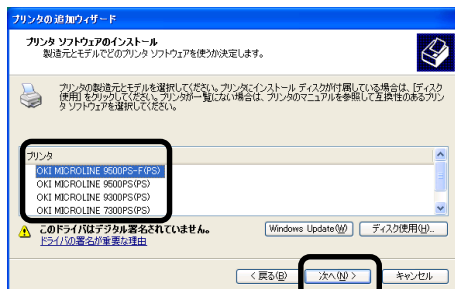 プリンタの追加ウィザード
プリンタ ソフトウェアのインストール
製造元とモデルでどのプリンタ ソフトウェアを使うか決定します。
プリンタの製造元とモデルを選択してください。プリンタにインストール ディスクが付属している場合は、[ディスク
使用] をクリックしてください。プリンタが一覧にない場合は、プリンタのマニュアルを参照して互換性のあるプリン
タ ソフトウェアを選択してください。
プリンタ
OKI MICROLINE 9500PS-F(PS)
OKI MICROLINE 9500PS(PS)
OKI MICROLINE 9300PS(PS)
OKI MICROLINE 7300PS(PS)
このドライバはデジタル署名されていません。
Windows Update(W)
ディスク使用(H)...
ドライバの署名が重要な理由
< 戻る(B)
次へ(N) >
キャンセル